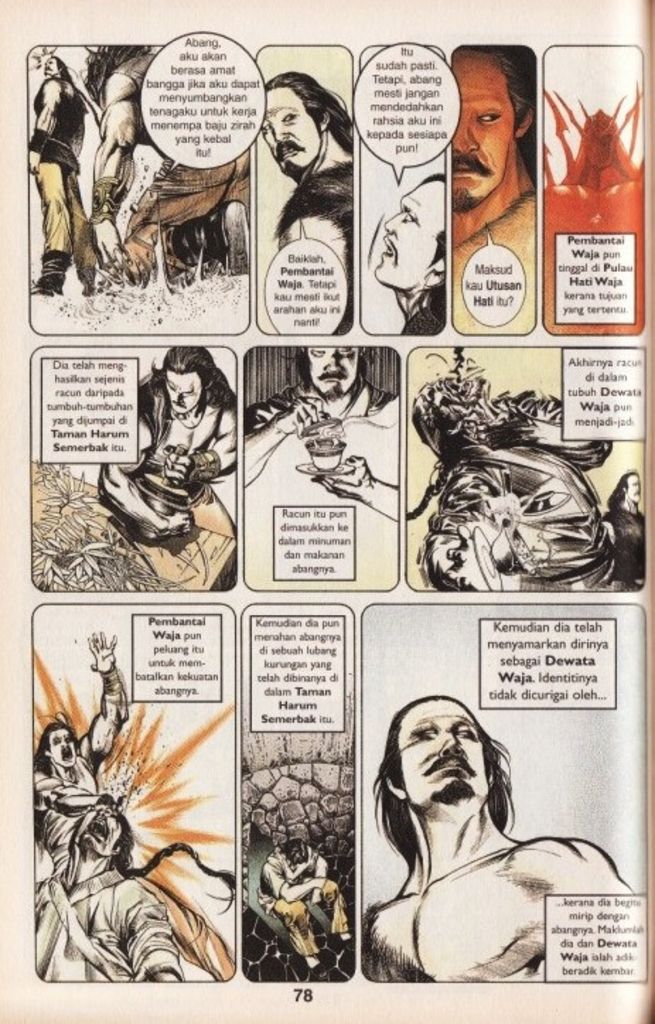 Abang,
aku akan
berasa amat
bangga jika aku dapat
menyumbangkan
tenagaku untuk kerja
menempa baju zirah
yang kebal
itu!
Baiklah,
Pembantai
Waja. Tetapi
kau mesti ikut
arahan aku ini
nanti!
Itu
sudah pasti.
Tetapi, abang
mesti jangan
mendedahkan
rahsia aku ini
kepada sesiapa
pun!
Maksud
kau Utusan
Hati itu?
Pembantai
Waja pun
tinggal di Pulau
Hati Waja
kerana tujuan
yang tertentu.
Dia telah meng-
hasilkan sejenis
racun daripada
tumbuh-tumbuhan
yang dijumpai di
Taman Harum
Semerbak itu.
Racun itu pun
dimasukkan ke
dalam minuman
dan makanan
abangnya.
Akhirnya racun
di dalam
tubuh Dewata
Waja pun
menjadi-jadi.
Pembantai
Waja pun
peluang itu
untuk mem-
batalkan kekuatan
abangnya.
Kemudian dia pun
menahan abangnya
di sebuah lubang
kurungan yang
telah dibinanya di
dalam Taman
Harum
Semerbak itu.
Kemudian dia telah
menyamarkan dirinya
sebagai Dewata
Waja. Identitinya
tidak dicurigai oleh...
...kerana dia begitu
mirip dengan
abangnya. Maklumlah
dia dan Dewata
Waja ialah adik-
beradik kembar.
78